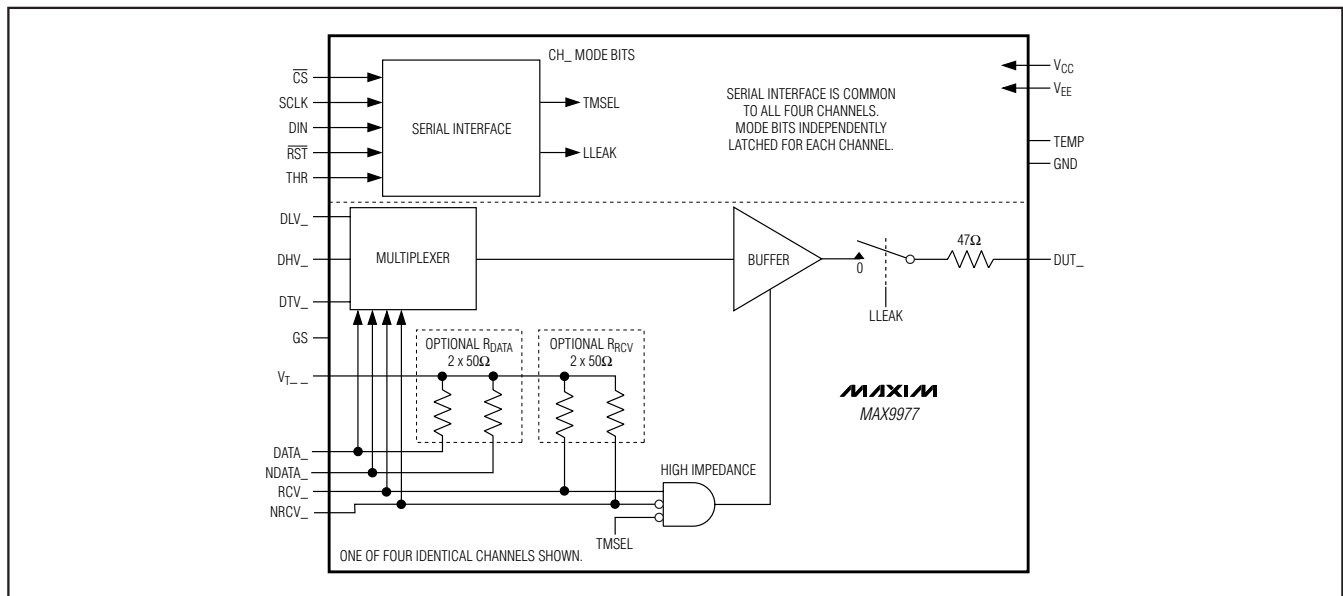 CH_ MODE BITS
C̅S̅
SCLK
DIN
R̅S̅T̅
THR
SERIAL INTERFACE
TMSEL
LLEAK
SERIAL INTERFACE IS COMMON
TO ALL FOUR CHANNELS.
MODE BITS INDEPENDENTLY
LATCHED FOR EACH CHANNEL.
VCC
VEE
TEMP
GND
DLV_
DHV_
DTV_
MULTIPLEXER
BUFFER
0
LLEAK
47Ω
DUT_
GS
VT_ _
OPTIONAL RDATA
2 x 50Ω
OPTIONAL RRCV
2 x 50Ω
MAXIM
MAX9977
DATA_
NDATA_
RCV_
NRCV_
HIGH IMPEDANCE
TMSEL
ONE OF FOUR IDENTICAL CHANNELS SHOWN.